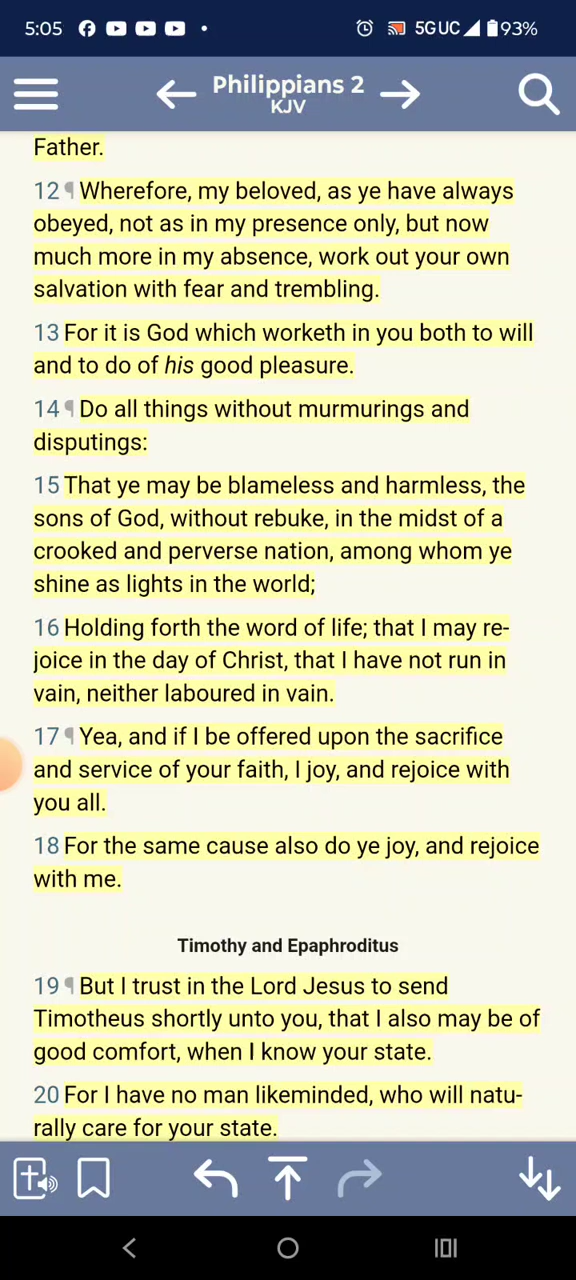 5:05
5G UC 93%
Philippians 2
KJV
Father.
12 ¶ Wherefore, my beloved, as ye have always
obeyed, not as in my presence only, but now
much more in my absence, work out your own
salvation with fear and trembling.
13 For it is God which worketh in you both to will
and to do of his good pleasure.
14 ¶ Do all things without murmurings and
disputings:
15 That ye may be blameless and harmless, the
sons of God, without rebuke, in the midst of a
crooked and perverse nation, among whom ye
shine as lights in the world;
16 Holding forth the word of life; that I may re-
joice in the day of Christ, that I have not run in
vain, neither laboured in vain.
17 ¶ Yea, and if I be offered upon the sacrifice
and service of your faith, I joy, and rejoice with
you all.
18 For the same cause also do ye joy, and rejoice
with me.
Timothy and Epaphroditus
19 ¶ But I trust in the Lord Jesus to send
Timotheus shortly unto you, that I also may be of
good comfort, when I know your state.
20 For I have no man likeminded, who will natu-
rally care for your state.